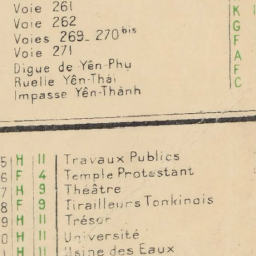 Voie 261 K
Voie 262 G
Voies 269_270 bis F
Voie 271 A
Digue de Yên-Phụ F
Ruelle Yên-Thái C
Impasse Yên-Thành
5 H 11 Travaux Publics
6 F 4 Temple Protestant
7 H 9 Théâtre
8 F 9 Tirailleurs Tonkinois
9 H 11 Trésor
0 H 11 Université
1 H 11 Usine des Eaux